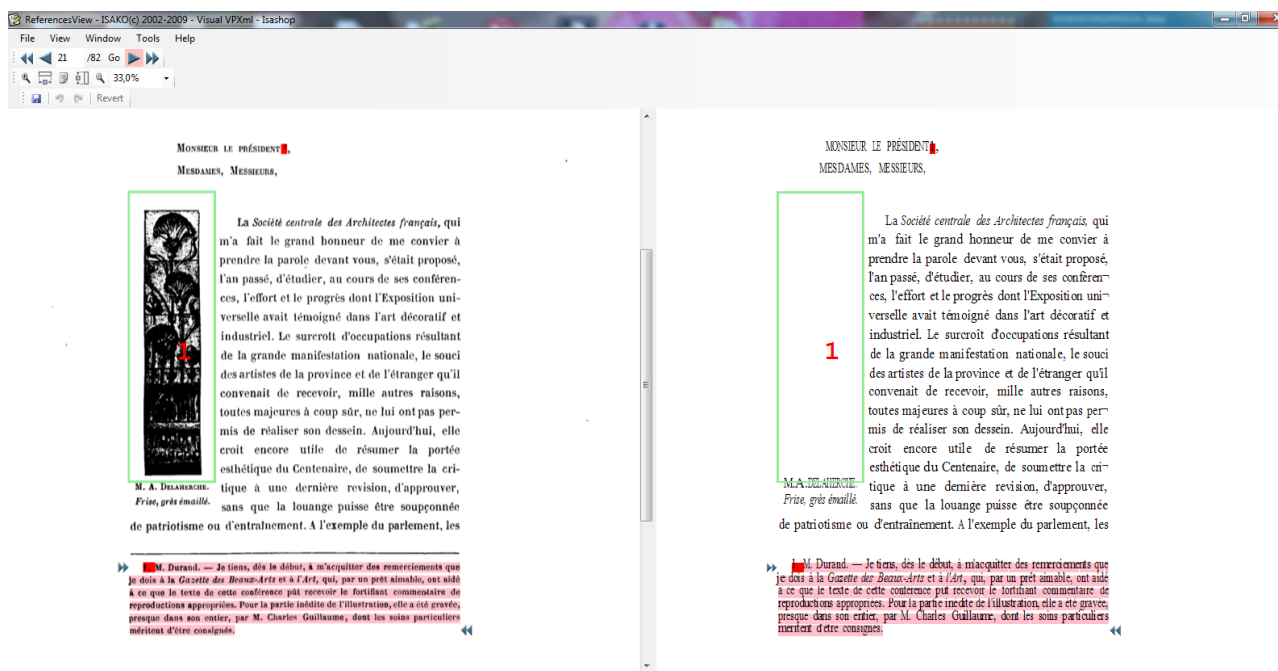 ReferencesView - ISAKO(c) 2002-2009 - Visual VPXml - Isashop
File View Window Tools Help
21 /82 Go
33,0%
Revert
MONSIEUR LE PRÉSIDENT,
MESDAMES, MESSIEURS,
La Société centrale des Architectes français, qui
m'a fait le grand honneur de me convier à
prendre la parole devant vous, s'était proposé,
l'an passé, d'étudier, au cours de ses conféren-
ces, l'effort et le progrès dont l'Exposition uni-
verselle avait témoigné dans l'art décoratif et
industriel. Le surcroît d'occupations résultant
de la grande manifestation nationale, le souci
des artistes de la province et de l'étranger qu'il
convenait de recevoir, mille autres raisons,
toutes majeures à coup sûr, ne lui ont pas per-
mis de réaliser son dessein. Aujourd'hui, elle
croit encore utile de résumer la portée
esthétique du Centenaire, de soumettre la cri-
tique à une dernière revision, d'approuver,
sans que la louange puisse être soupçonnée
de patriotisme ou d'entraînement. A l'exemple du parlement, les
1
M. A. DELAHERCHE.
Frise, grès émaillé.
1. M. Durand. — Je tiens, dès le début, à m'acquitter des remerciements que
je dois à la Gazette des Beaux-Arts et à l'Art, qui, par un prêt aimable, ont aidé
à ce que le texte de cette conférence pût recevoir le fortifiant commentaire de
reproductions appropriées. Pour la partie inédite de l'illustration, elle a été gravée,
presque dans son entier, par M. Charles Guillaume, dont les soins particuliers
méritent d'être consignés.
MONSIEUR LE PRÉSIDENT1,
MESDAMES, MESSIEURS,
La Société centrale des Architectes français, qui
m'a fait le grand honneur de me convier à
prendre la parole devant vous, s'était proposé,
l'an passé, d'étudier, au cours de ses conféren¬
ces, l'effort et le progrès dont l'Exposition uni¬
verselle avait témoigné dans l'art décoratif et
industriel. Le surcroît d'occupations résultant
de la grande manifestation nationale, le souci
des artistes de la province et de l'étranger qu'il
convenait de recevoir, mille autres raisons,
toutes majeures à coup sûr, ne lui ont pas per¬
mis de réaliser son dessein. Aujourd'hui, elle
croit encore utile de résumer la portée
esthétique du Centenaire, de soumettre la cri¬
tique à une dernière revision, d'approuver,
sans que la louange puisse être soupçonnée
de patriotisme ou d'entraînement. A l'exemple du parlement, les
1
M.A.DELAHERCHE.
Frise, grès émaillé.
1. M. Durand. — Je tiens, dès le début, à m'acquitter des remerciements que
je dois à la Gazette des Beaux-Arts et à l'Art, qui, par un prêt aimable, ont aidé
à ce que le texte de cette conférence pût recevoir le fortifiant commentaire de
reproductions appropriées. Pour la partie inédite de l'illustration, elle a été gravée,
presque dans son entier, par M. Charles Guillaume, dont les soins particuliers
méritent d'être consignés.